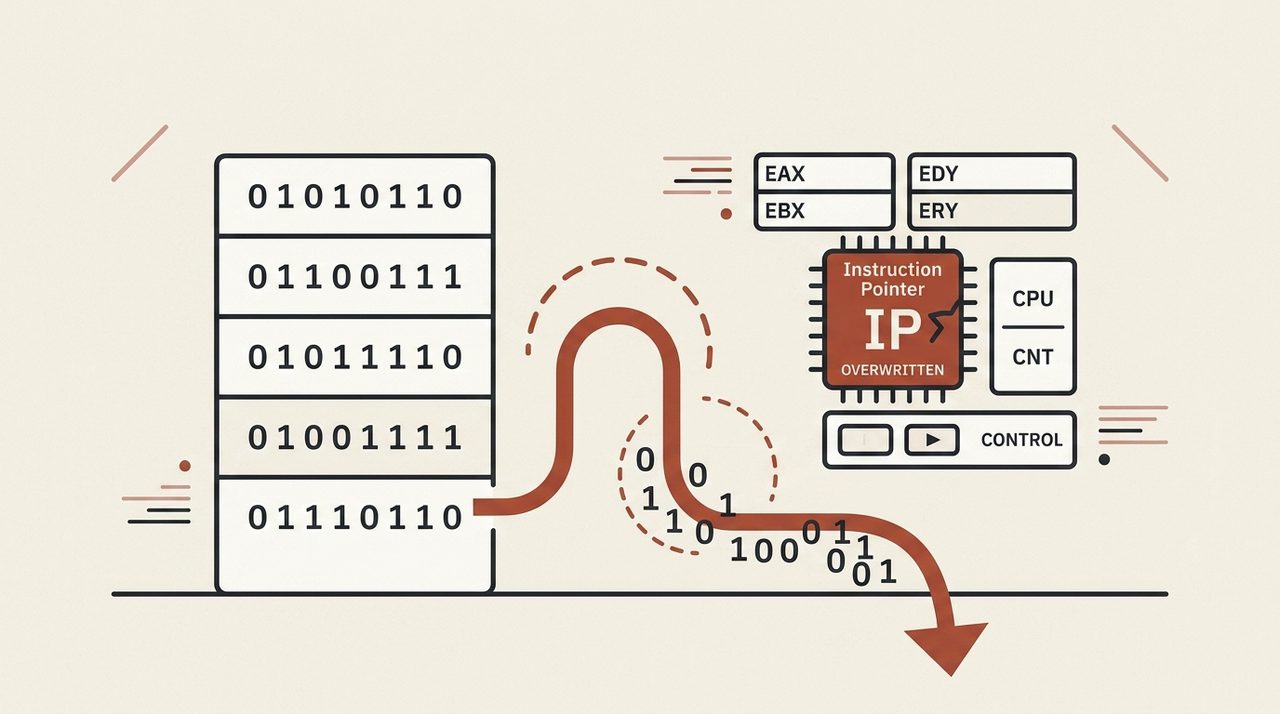 01010110
01100111
01011110
01001111
01110110
EAX
EBX
EDY
ERY
Instruction
Pointer
IP
OVERWRITTEN
CPU
CNT
CONTROL
0
1
1
0
0
1
100
0
1
1
0
0
1